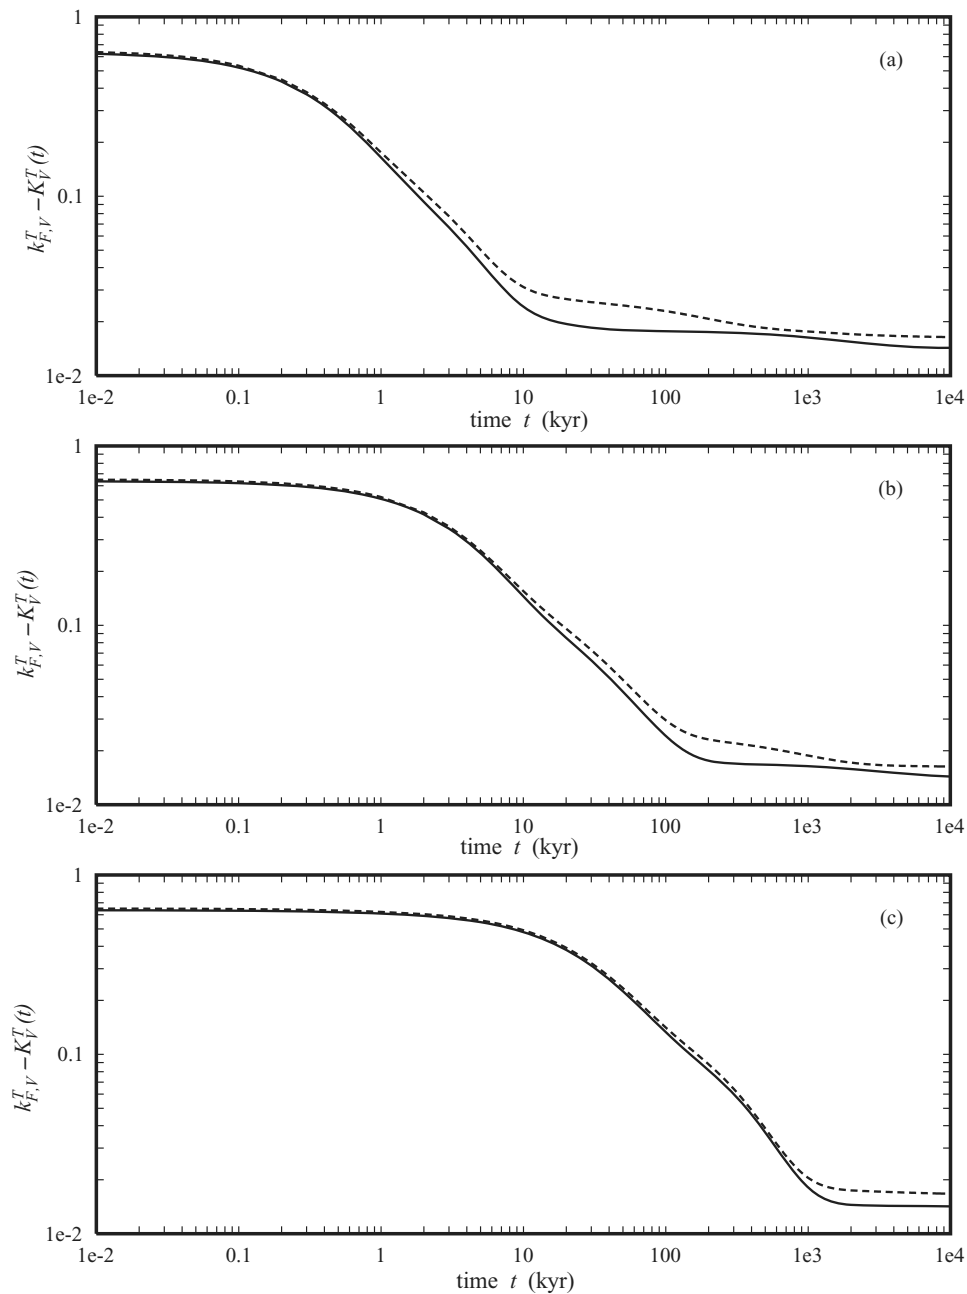 1
(a)
k^T_{F,V} – K^T_V(t)
0.1
1e-2
1e-2 0.1 1 10 100 1e3 1e4
time t (kyr)
1
(b)
k^T_{F,V} – K^T_V(t)
0.1
1e-2
1e-2 0.1 1 10 100 1e3 1e4
time t (kyr)
1
(c)
k^T_{F,V} – K^T_V(t)
0.1
1e-2
1e-2 0.1 1 10 100 1e3 1e4
time t (kyr)